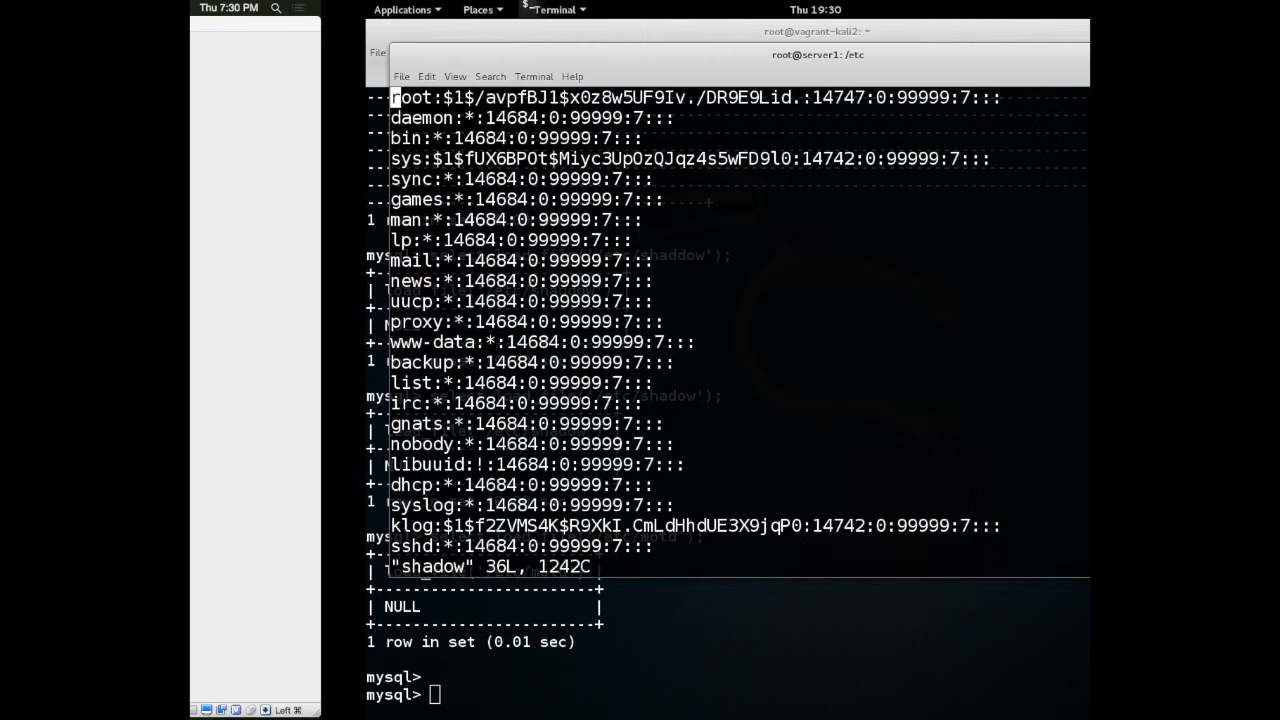 Thu 7:30 PM
Applications Places Terminal Thu 19:30
root@vagrant-kali2: ~
File
root@server1: /etc
File Edit View Search Terminal Help
root:$1$/avpfBJ1$x0z8w5UF9Iv./DR9E9Lid.:14747:0:99999:7:::
daemon:*:14684:0:99999:7:::
bin:*:14684:0:99999:7:::
sys:$1$fUX6BPOt$Miyc3UpOzQJqz4s5wFD9l0:14742:0:99999:7:::
sync:*:14684:0:99999:7:::
games:*:14684:0:99999:7:::
man:*:14684:0:99999:7:::
lp:*:14684:0:99999:7:::
mail:*:14684:0:99999:7:::
news:*:14684:0:99999:7:::
uucp:*:14684:0:99999:7:::
proxy:*:14684:0:99999:7:::
www-data:*:14684:0:99999:7:::
backup:*:14684:0:99999:7:::
list:*:14684:0:99999:7:::
irc:*:14684:0:99999:7:::
gnats:*:14684:0:99999:7:::
nobody:*:14684:0:99999:7:::
libuuid:!:14684:0:99999:7:::
dhcp:*:14684:0:99999:7:::
syslog:*:14684:0:99999:7:::
klog:$1$f2ZVMS4K$R9XkI.CmLdHhdUE3X9jqP0:14742:0:99999:7:::
sshd:*:14684:0:99999:7:::
"shadow" 36L, 1242C
+------------------------+
| NULL |
+------------------------+
1 row in set (0.01 sec)
mysql>
mysql>
Left ⌘